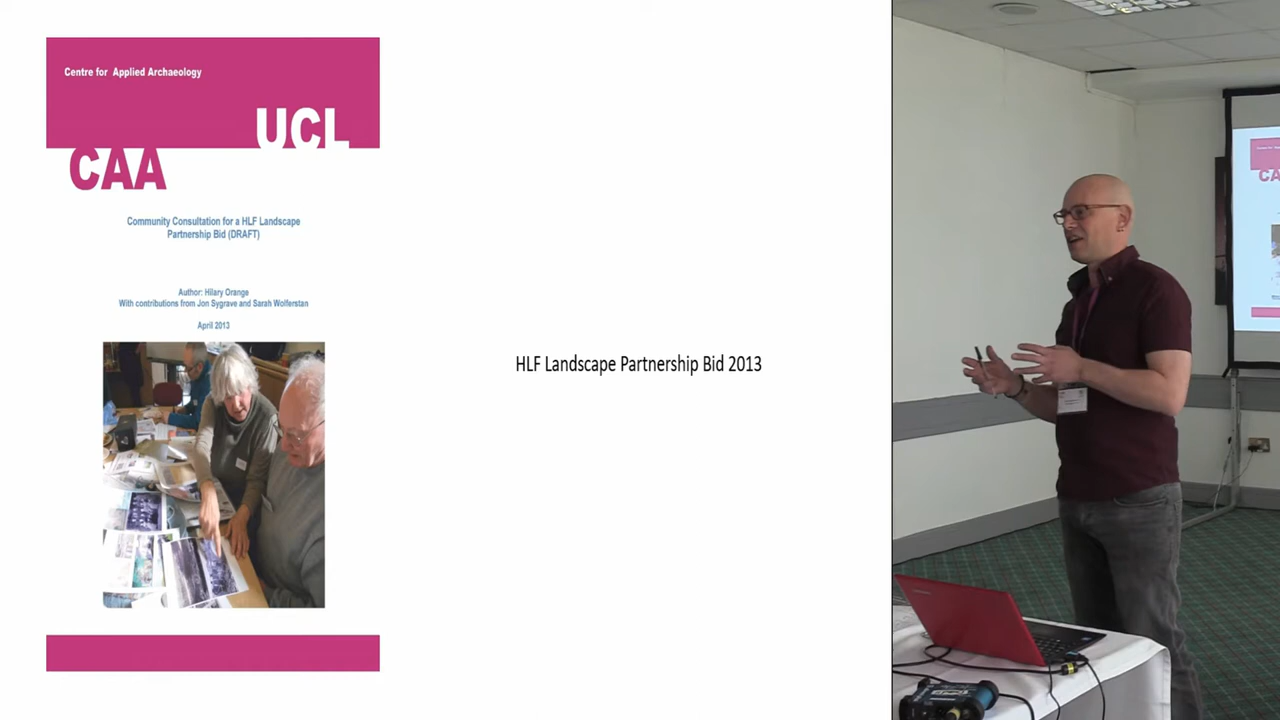 Centre for Applied Archaeology
UCL
CAA
Community Consultation for a HLF Landscape
Partnership Bid (DRAFT)
Author: Hilary Orange
With contributions from Jon Sygrave and Sarah Wolferstan
April 2013
HLF Landscape Partnership Bid 2013